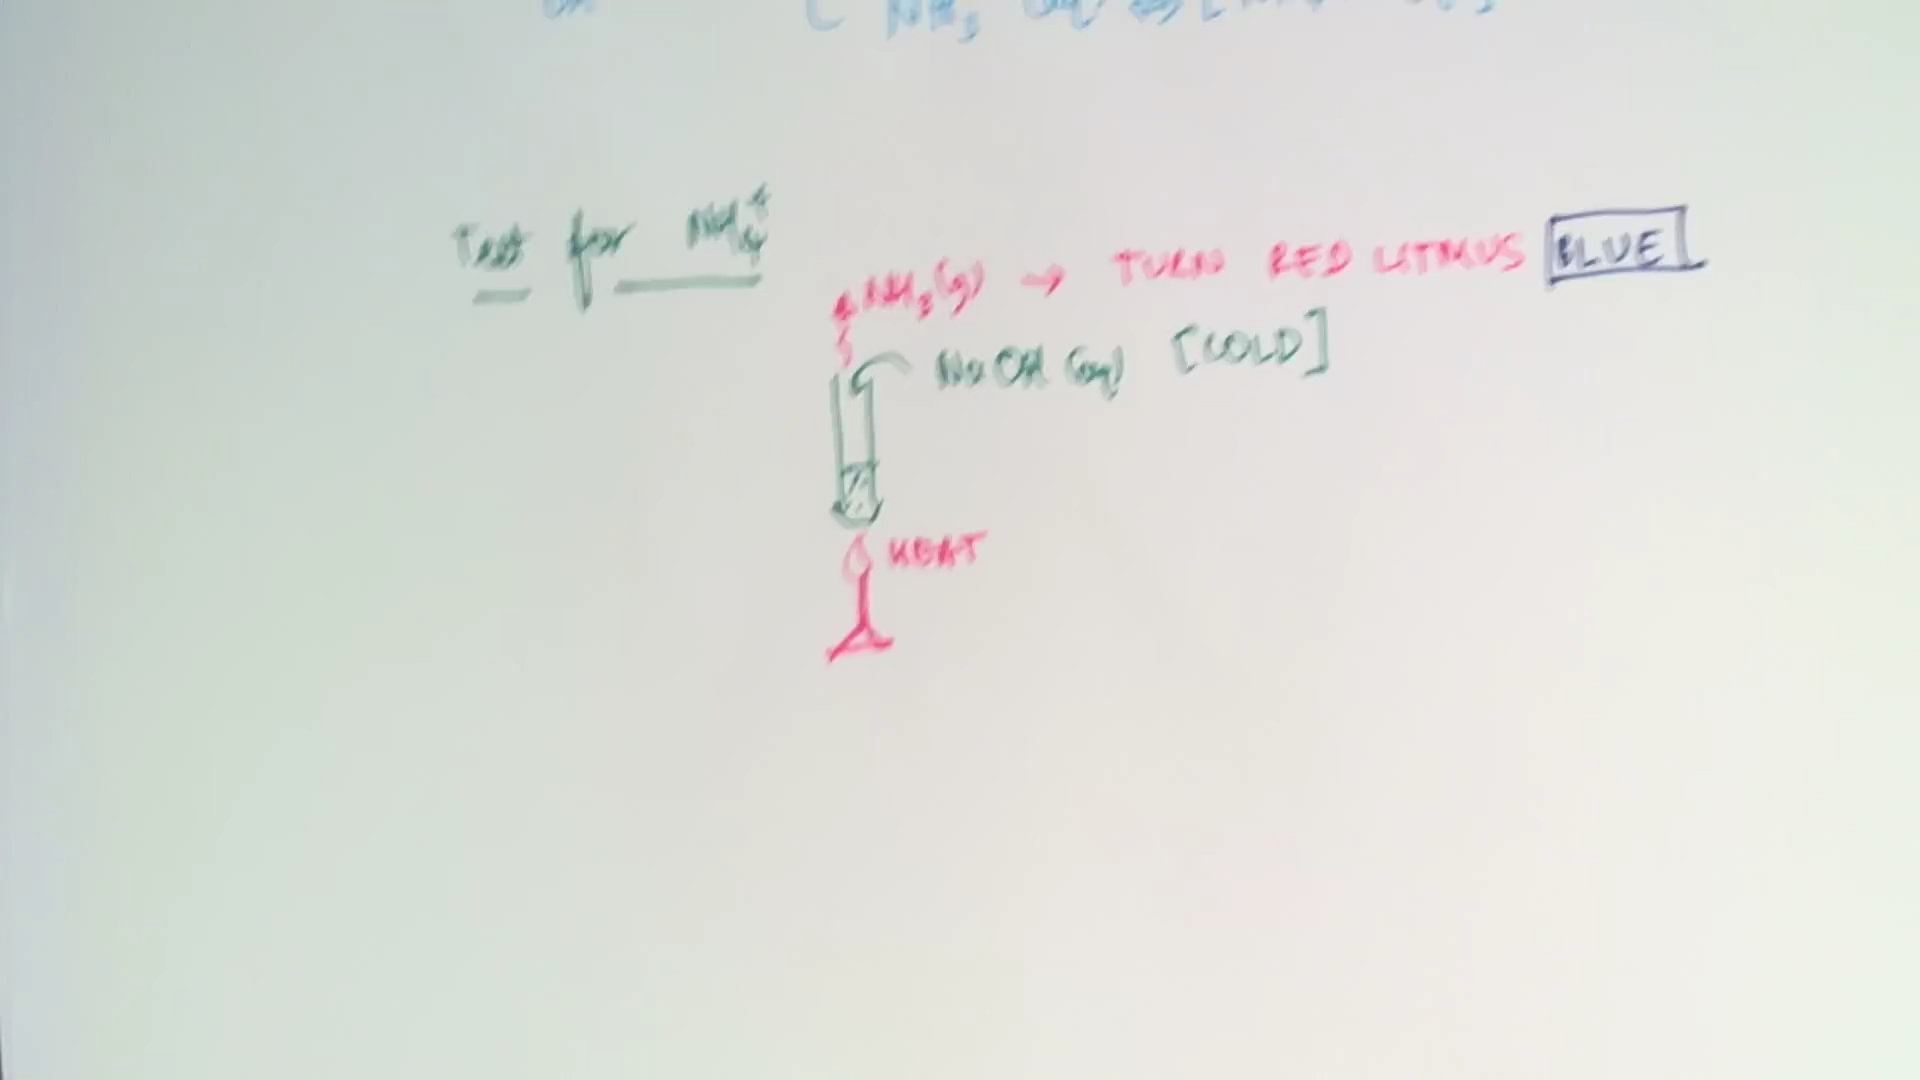 Test for NH₄⁺
NH₃(g) → TURN RED LITMUS BLUE
NaOH (aq) [COLD]
HEAT